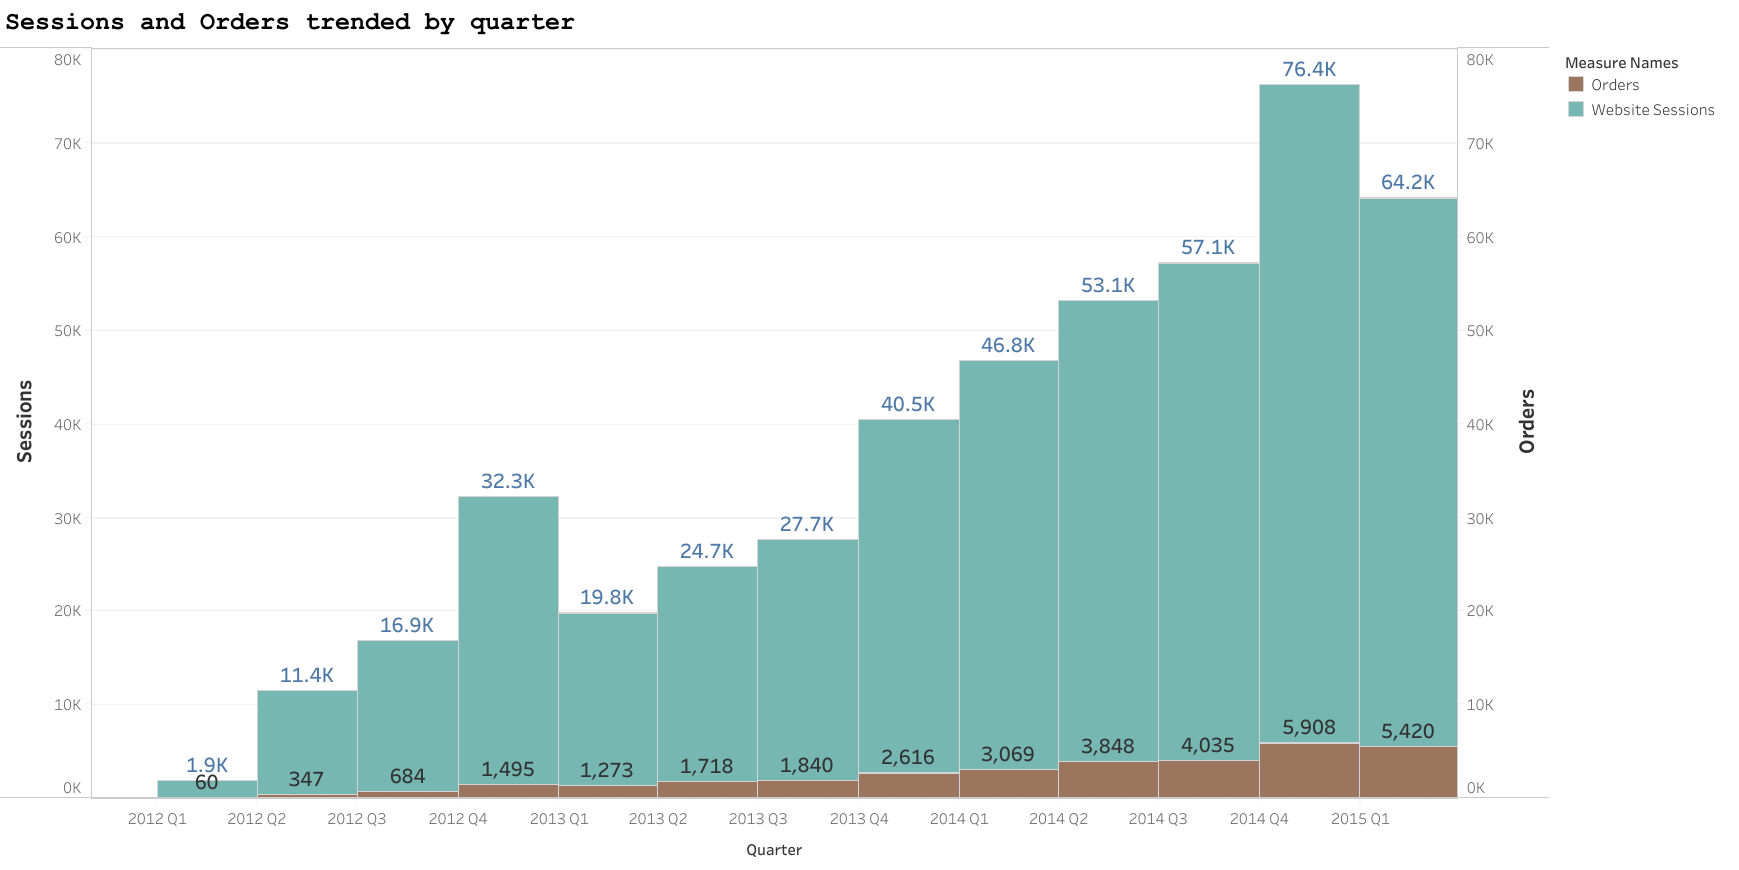 Sessions and Orders trended by quarter
80K
70K
60K
50K
40K
30K
20K
10K
0K
Sessions
1.9K
11.4K
16.9K
32.3K
19.8K
24.7K
27.7K
40.5K
46.8K
53.1K
57.1K
76.4K
64.2K
60
347
684
1,495
1,273
1,718
1,840
2,616
3,069
3,848
4,035
5,908
5,420
80K
70K
60K
50K
40K
30K
20K
10K
0K
Orders
2012 Q1 2012 Q2 2012 Q3 2012 Q4 2013 Q1 2013 Q2 2013 Q3 2013 Q4 2014 Q1 2014 Q2 2014 Q3 2014 Q4 2015 Q1
Quarter
Measure Names
Orders
Website Sessions